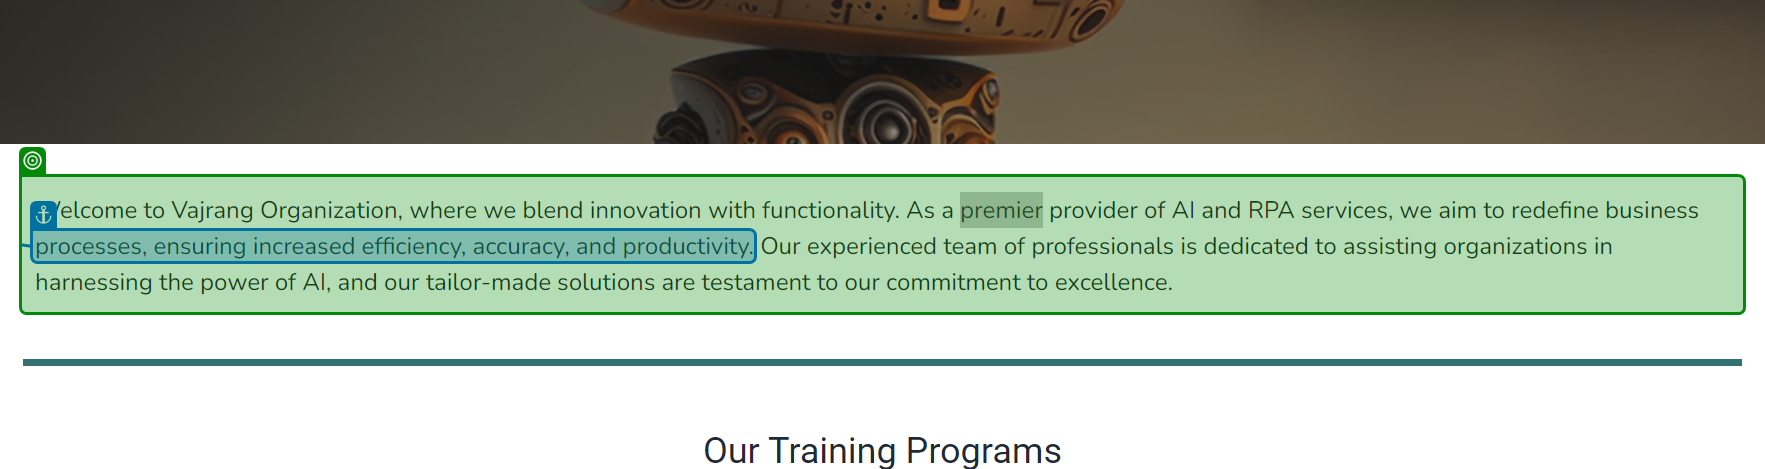 Welcome to Vajrang Organization, where we blend innovation with functionality. As a premier provider of AI and RPA services, we aim to redefine business
processes, ensuring increased efficiency, accuracy, and productivity. Our experienced team of professionals is dedicated to assisting organizations in
harnessing the power of AI, and our tailor-made solutions are testament to our commitment to excellence.
Our Training Programs